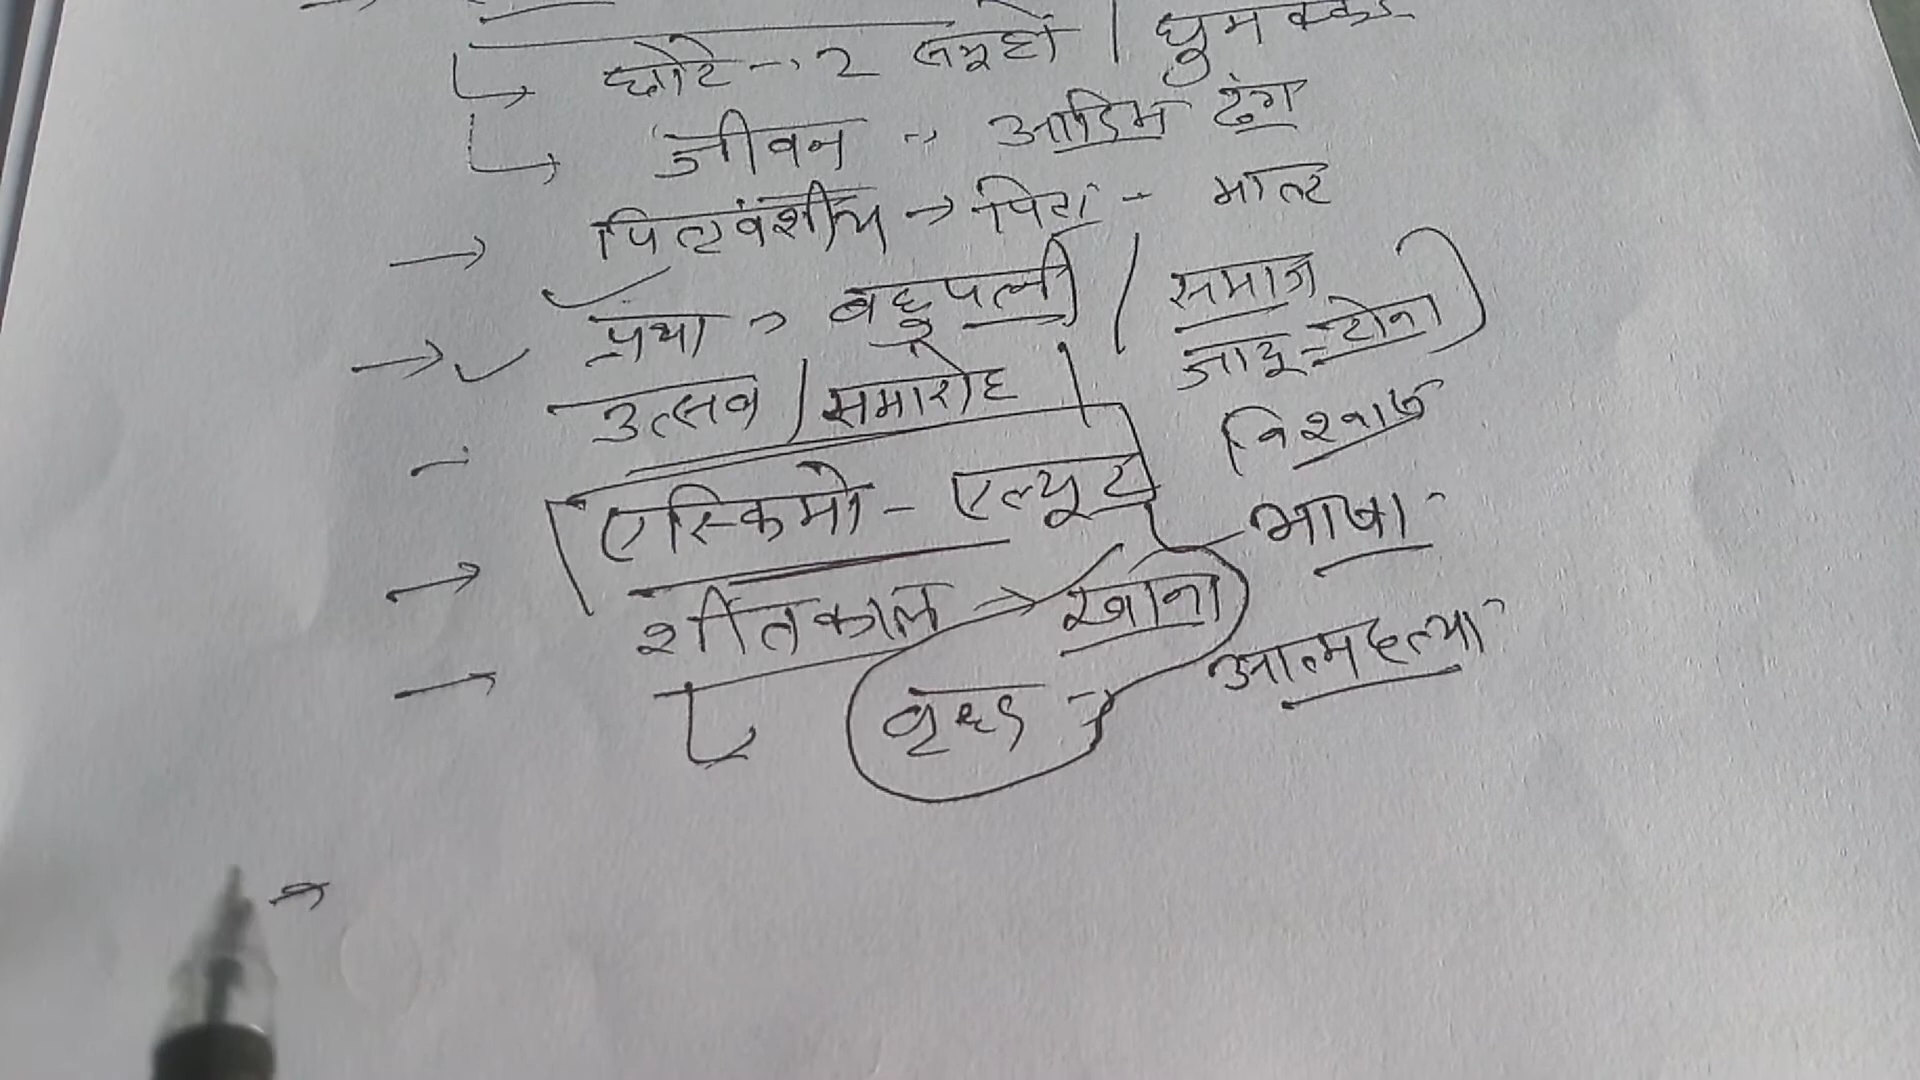 छोटे -> 2 समूहों | घुमक्कड़
जीवन -> आदिम ढंग
-> पितृवंशीय -> पिता - मातृ
-> प्रथा -> बहुपत्नी / समाज
जादू-टोना
उत्सव / समारोह |
विश्वास
-> एस्किमो - एल्यूट - भाषा
-> शीतकाल -> खाना
वृद्ध -> आत्महत्या
->